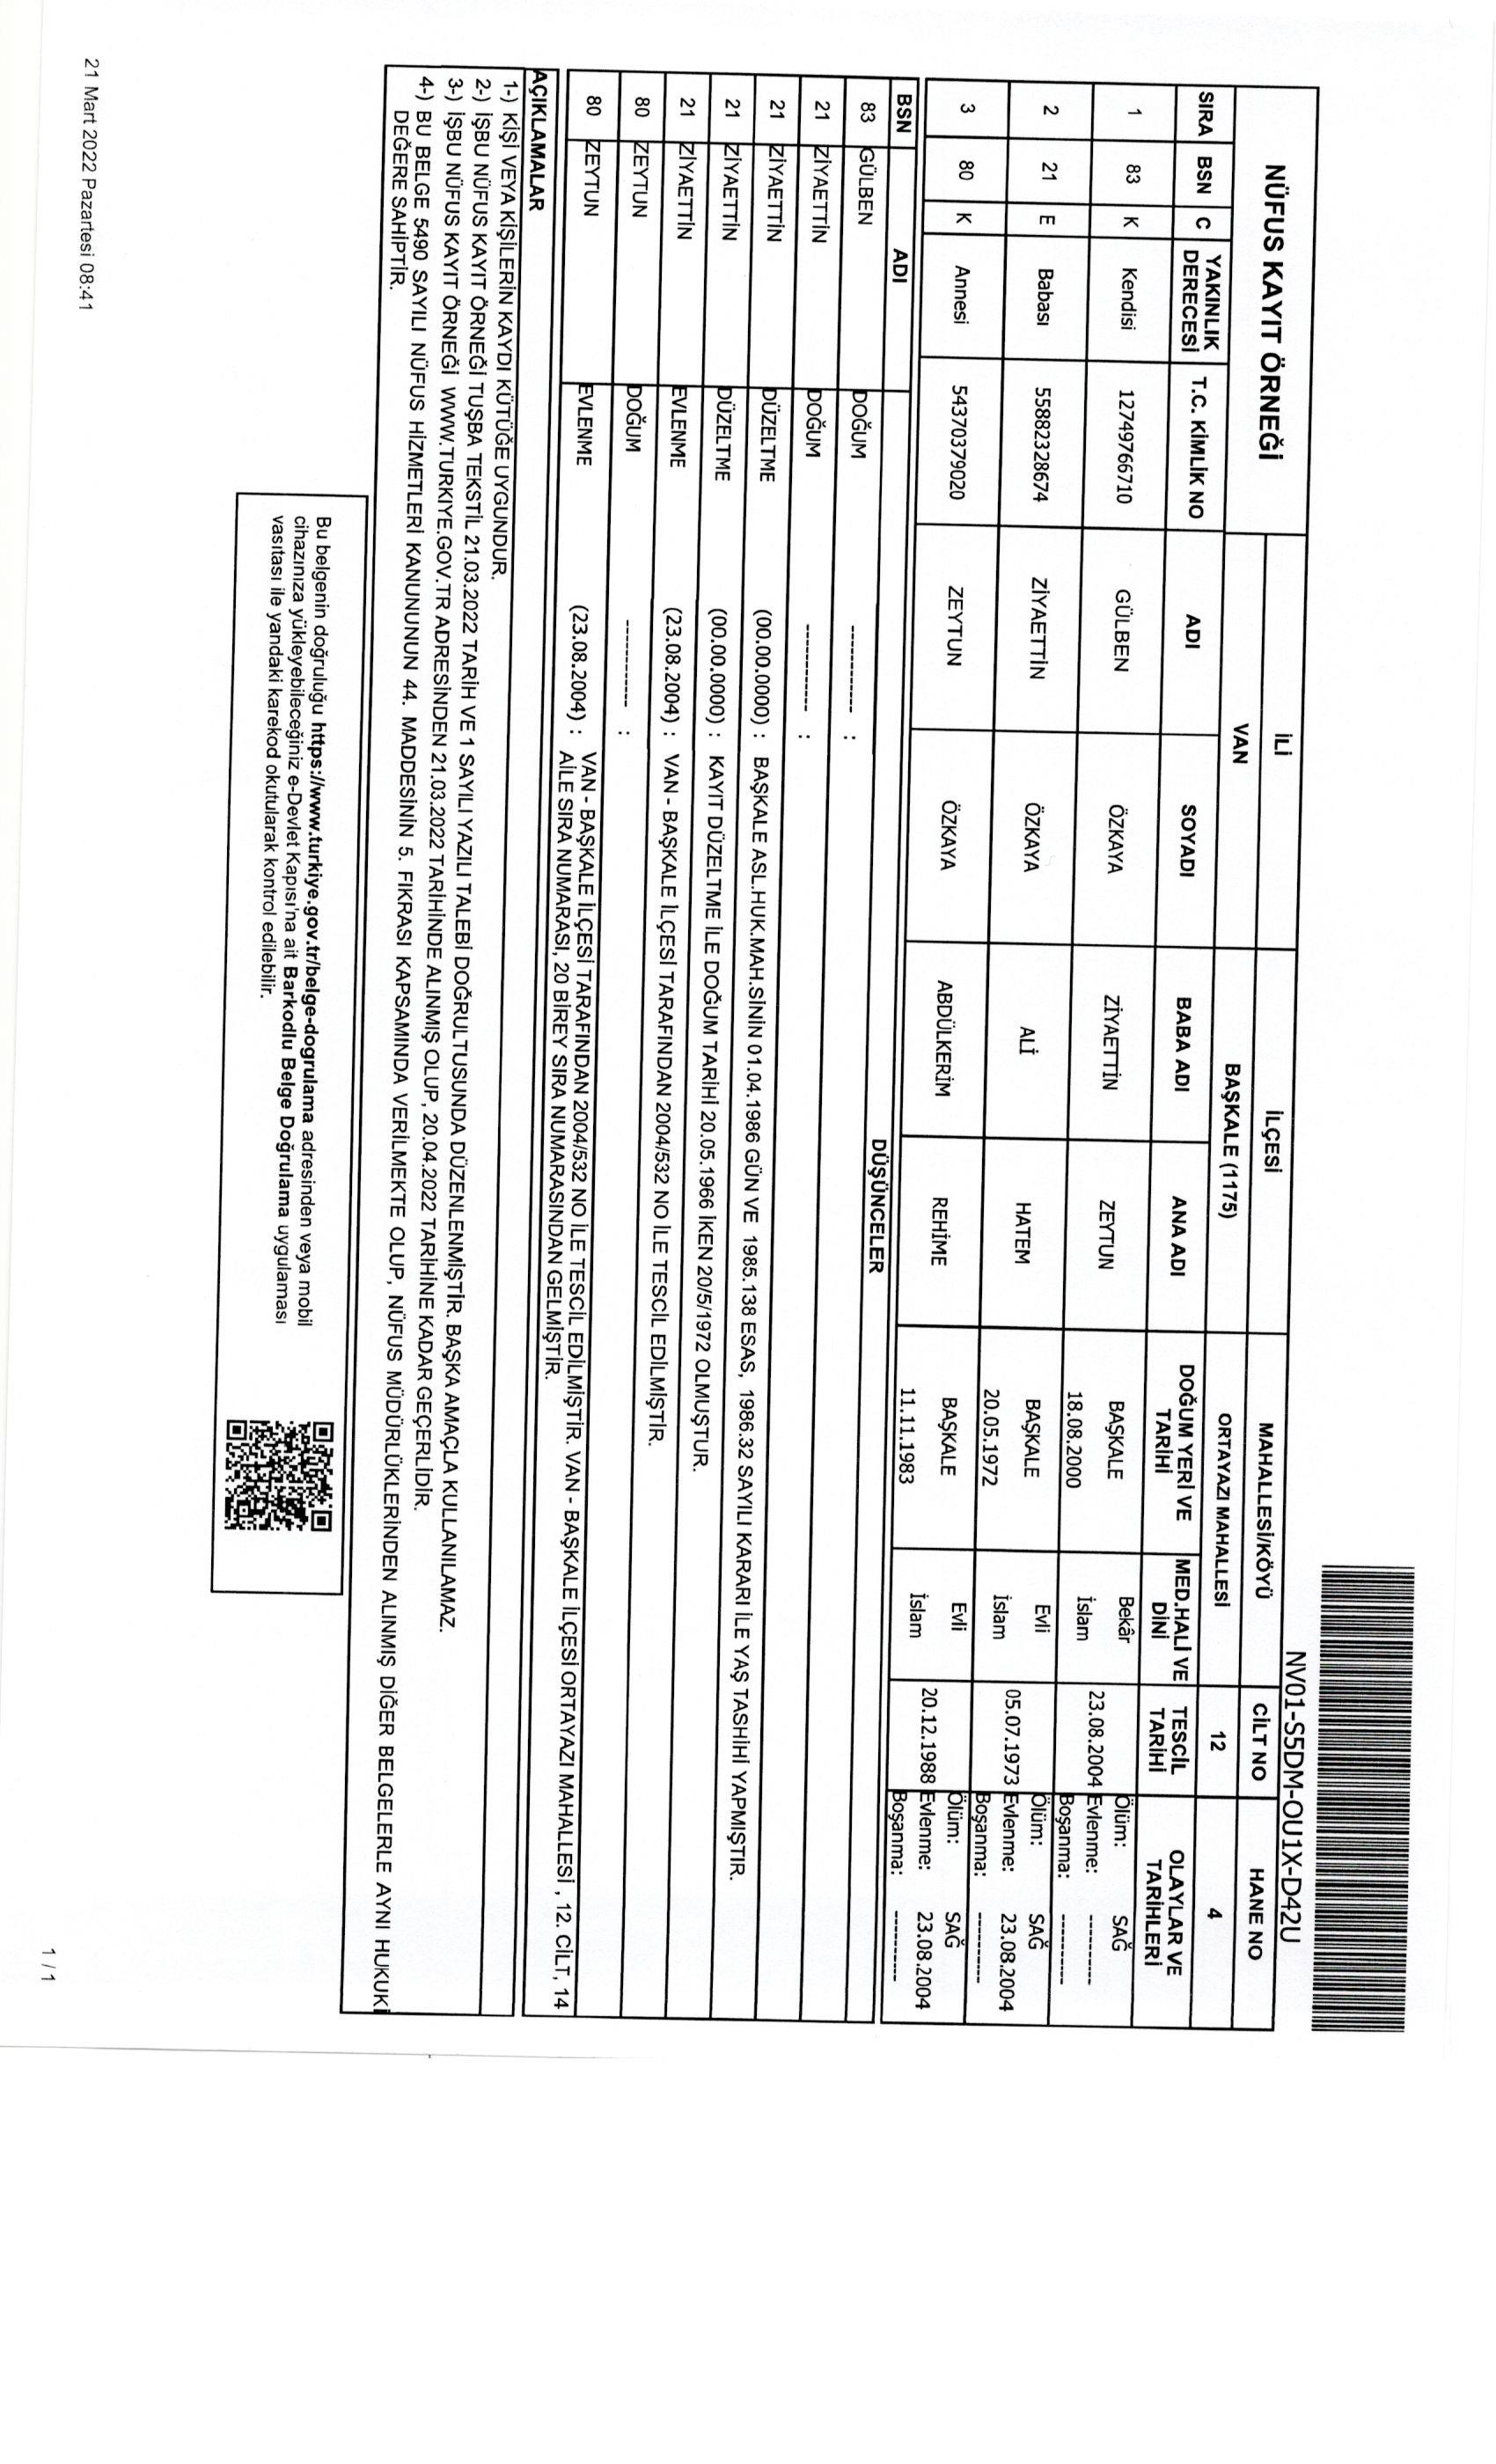 NV01-S5DM-OU1X-D42U
NÜFUS KAYIT ÖRNEĞİ
İLİ İLÇESİ MAHALLESİ/KÖYÜ CİLT NO HANE NO
VAN BAŞKALE (1175) ORTAYAZI MAHALLESİ 12 4
SIRA BSN C YAKINLIK DERECESİ T.C. KİMLİK NO ADI SOYADI BABA ADI ANA ADI DOĞUM YERİ VE TARİHİ MED.HALİ VE DİNİ TESCİL TARİHİ OLAYLAR VE TARİHLERİ
1 83 K Kendisi 12749766710 GÜLBEN ÖZKAYA ZİYAETTİN ZEYTUN BAŞKALE 18.08.2000 Bekâr İslam 23.08.2004 Ölüm: SAĞ
Evlenme: ----------
Boşanma: ----------
2 21 E Babası 55882328674 ZİYAETTİN ÖZKAYA ALİ HATEM BAŞKALE 20.05.1972 Evli İslam 05.07.1973 Ölüm: SAĞ
Evlenme: 23.08.2004
Boşanma: ----------
3 80 K Annesi 54370379020 ZEYTUN ÖZKAYA ABDÜLKERİM REHİME BAŞKALE 11.11.1983 Evli İslam 20.12.1988 Ölüm: SAĞ
Evlenme: 23.08.2004
Boşanma: ----------
BSN ADI DÜŞÜNCELER
83 GÜLBEN DOĞUM ----------- :
21 ZİYAETTİN DOĞUM ----------- :
21 ZİYAETTİN DÜZELTME (00.00.0000) : BAŞKALE ASL.HUK.MAH.SİNİN 01.04.1986 GÜN VE 1985.138 ESAS, 1986.32 SAYILI KARARI İLE YAŞ TASHİHİ YAPMIŞTIR.
21 ZİYAETTİN DÜZELTME (00.00.0000) : KAYIT DÜZELTME İLE DOĞUM TARİHİ 20.05.1966 İKEN 20/5/1972 OLMUŞTUR.
21 ZİYAETTİN EVLENME (23.08.2004) : VAN - BAŞKALE İLÇESİ TARAFINDAN 2004/532 NO İLE TESCİL EDİLMİŞTİR.
80 ZEYTUN DOĞUM ----------- :
80 ZEYTUN EVLENME (23.08.2004) : VAN - BAŞKALE İLÇESİ TARAFINDAN 2004/532 NO İLE TESCİL EDİLMİŞTİR. VAN - BAŞKALE İLÇESİ ORTAYAZI MAHALLESİ , 12. CİLT, 14
AİLE SIRA NUMARASI, 20 BİREY SIRA NUMARASINDAN GELMİŞTİR.
AÇIKLAMALAR
1-) KİŞİ VEYA KİŞİLERİN KAYDI KÜTÜĞE UYGUNDUR.
2-) İŞBU NÜFUS KAYIT ÖRNEĞİ TUŞBA TEKSTİL 21.03.2022 TARİH VE 1 SAYILI YAZILI TALEBİ DOĞRULTUSUNDA DÜZENLENMİŞTİR. BAŞKA AMAÇLA KULLANILAMAZ.
3-) İŞBU NÜFUS KAYIT ÖRNEĞİ WWW.TURKIYE.GOV.TR ADRESİNDEN 21.03.2022 TARİHİNDE ALINMIŞ OLUP, 20.04.2022 TARİHİNE KADAR GEÇERLİDİR.
4-) BU BELGE 5490 SAYILI NÜFUS HİZMETLERİ KANUNUNUN 44. MADDESİNİN 5. FIKRASI KAPSAMINDA VERİLMEKTE OLUP, NÜFUS MÜDÜRLÜKLERİNDEN ALINMIŞ DİĞER BELGELERLE AYNI HUKUKİ
DEĞERE SAHİPTİR.
Bu belgenin doğruluğu https://www.turkiye.gov.tr/belge-dogrulama adresinden veya mobil
cihazınıza yükleyebileceğiniz e-Devlet Kapısı'na ait Barkodlu Belge Doğrulama uygulaması
vasıtası ile yandaki karekod okutularak kontrol edilebilir.
21 Mart 2022 Pazartesi 08:41
1 / 1